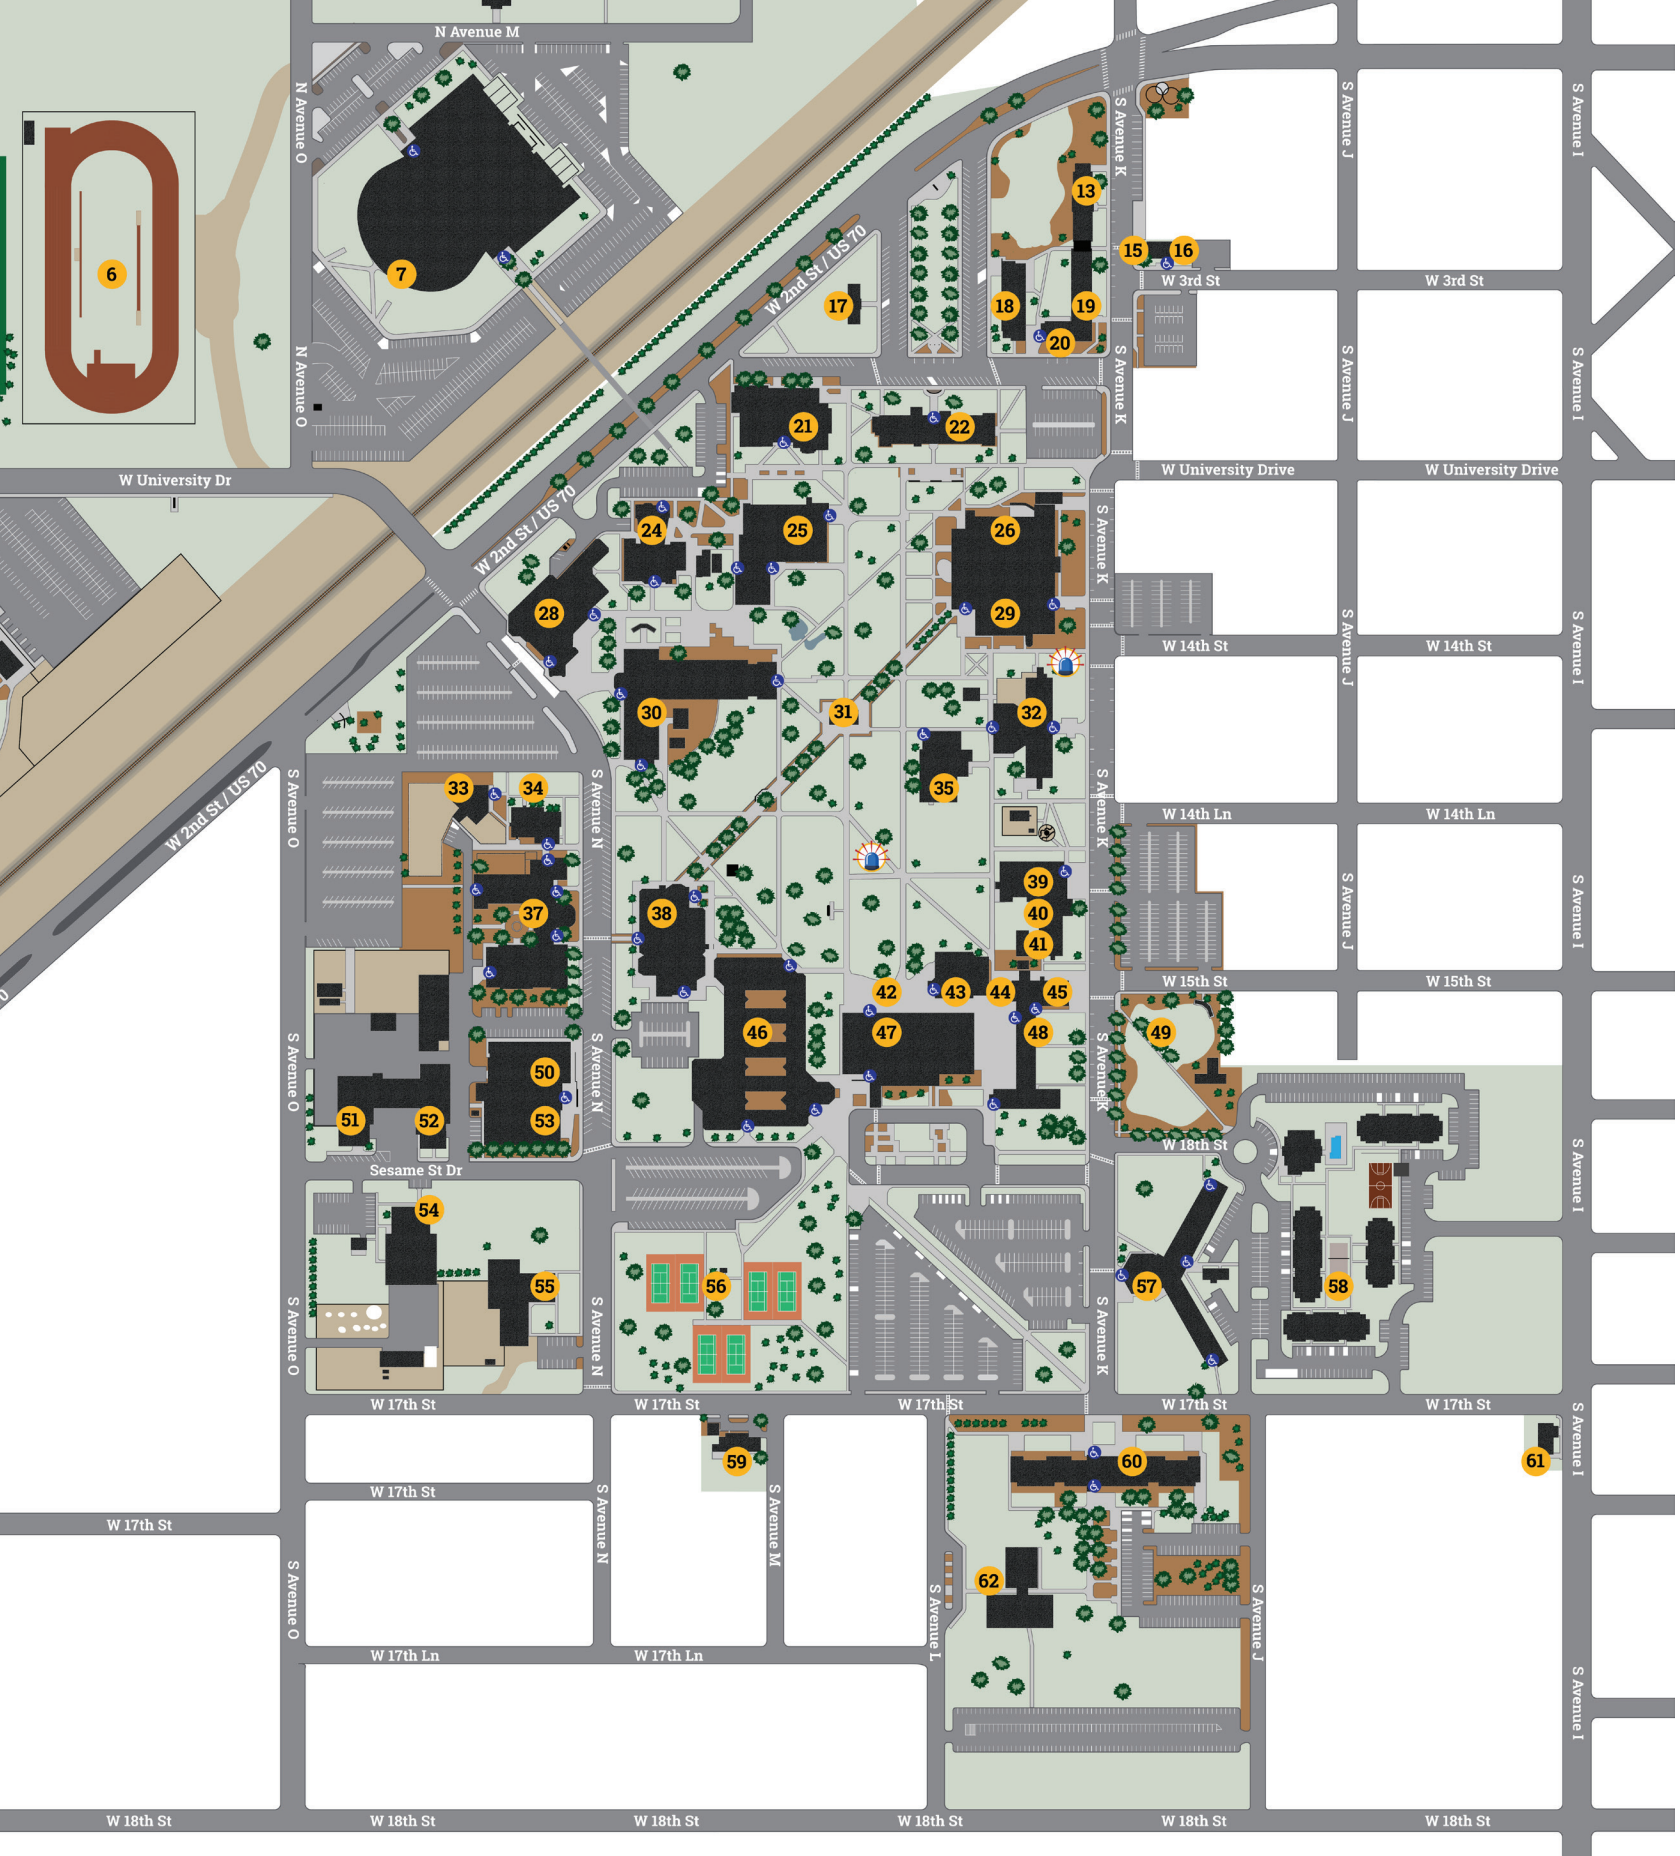 N Avenue M
N Avenue O
S Avenue K
S Avenue J
S Avenue I
13
15
16
6
7
W 3rd St
W 3rd St
W 2nd St / US 70
17
18
19
20
N Avenue O
S Avenue K
S Avenue J
S Avenue I
21
22
W University Dr
W University Drive
W University Drive
W 2nd St / US 70
24
25
26
S Avenue K
28
29
S Avenue J
S Avenue I
W 14th St
W 14th St
30
31
32
W 2nd St / US 70
S Avenue O
33
34
S Avenue N
35
S Avenue K
W 14th Ln
W 14th Ln
39
37
38
40
S Avenue J
S Avenue I
41
W 15th St
W 15th St
42
43
44
45
46
47
48
49
S Avenue O
S Avenue N
S Avenue K
50
51
52
53
W 18th St
S Avenue I
Sesame St Dr
54
55
56
57
58
S Avenue O
S Avenue N
S Avenue K
W 17th St
W 17th St
W 17th St
W 17th St
W 17th St
S Avenue I
59
60
61
W 17th St
W 17th St
S Avenue N
S Avenue M
S Avenue O
62
S Avenue L
S Avenue J
W 17th Ln
W 17th Ln
S Avenue I
W 18th St
W 18th St
W 18th St
W 18th St
W 18th St
W 18th St